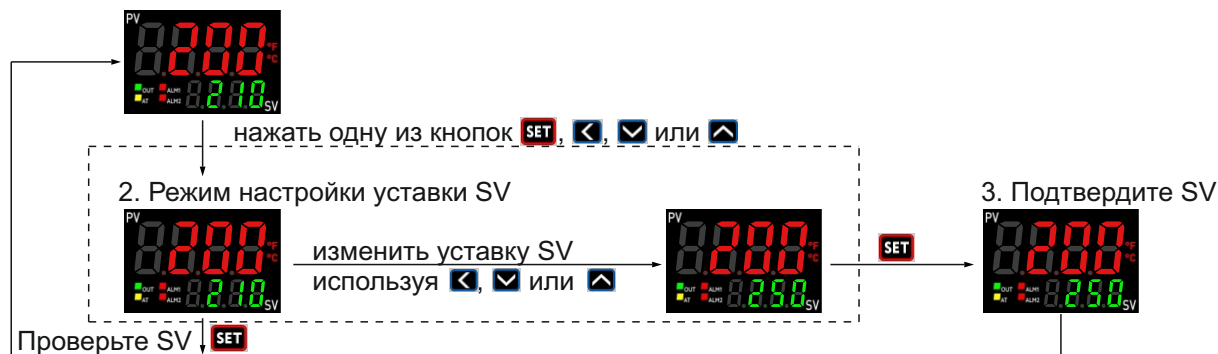 PV
200
°F
°C
OUT ALM1
AT ALM2
210 SV
нажать одну из кнопок SET, <, ∨ или ∧
2. Режим настройки уставки SV
3. Подтвердите SV
PV
200
°F
°C
OUT ALM1
AT ALM2
210 SV
изменить уставку SV
используя <, ∨ или ∧
PV
200
°F
°C
OUT ALM1
AT ALM2
250 SV
SET
PV
200
°F
°C
OUT ALM1
AT ALM2
250 SV
Проверьте SV SET